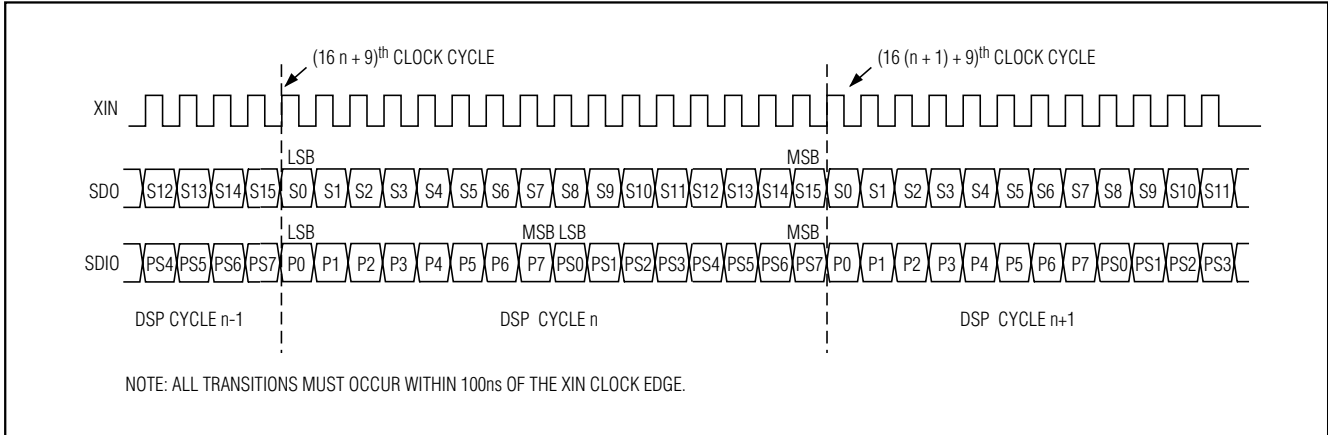 (16 n + 9)th CLOCK CYCLE (16 (n + 1) + 9)th CLOCK CYCLE
XIN
LSB MSB
SDO S12 S13 S14 S15 S0 S1 S2 S3 S4 S5 S6 S7 S8 S9 S10 S11 S12 S13 S14 S15 S0 S1 S2 S3 S4 S5 S6 S7 S8 S9 S10 S11
LSB MSB LSB MSB
SDIO PS4 PS5 PS6 PS7 P0 P1 P2 P3 P4 P5 P6 P7 PS0 PS1 PS2 PS3 PS4 PS5 PS6 PS7 P0 P1 P2 P3 P4 P5 P6 P7 PS0 PS1 PS2 PS3
DSP CYCLE n-1 DSP CYCLE n DSP CYCLE n+1
NOTE: ALL TRANSITIONS MUST OCCUR WITHIN 100ns OF THE XIN CLOCK EDGE.